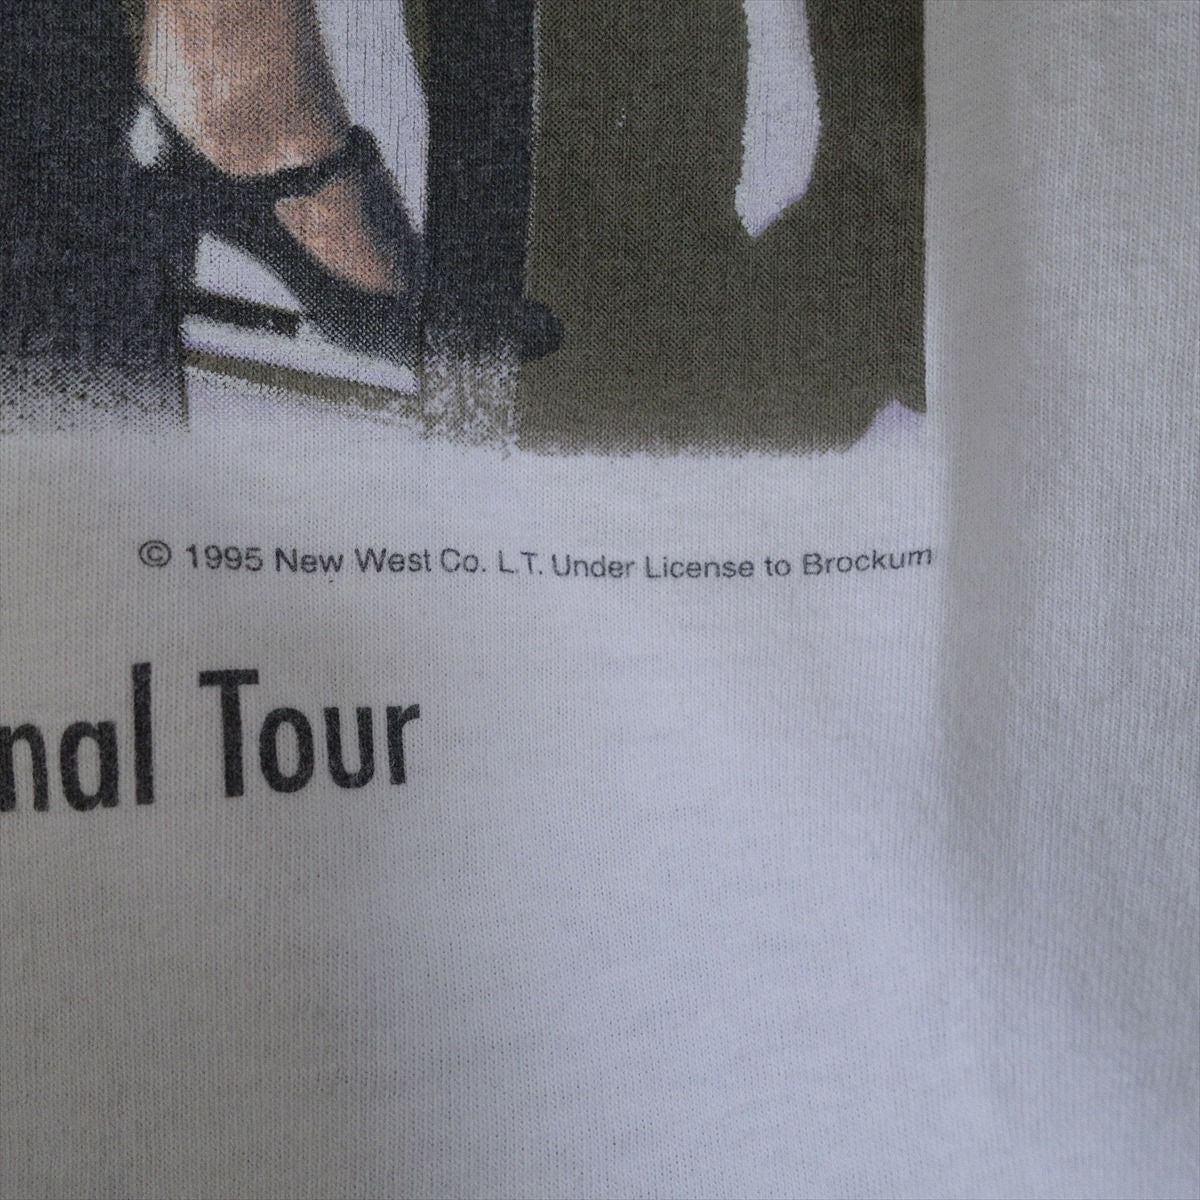 © 1995 New West Co. L.T. Under License to Brockum
nal Tour